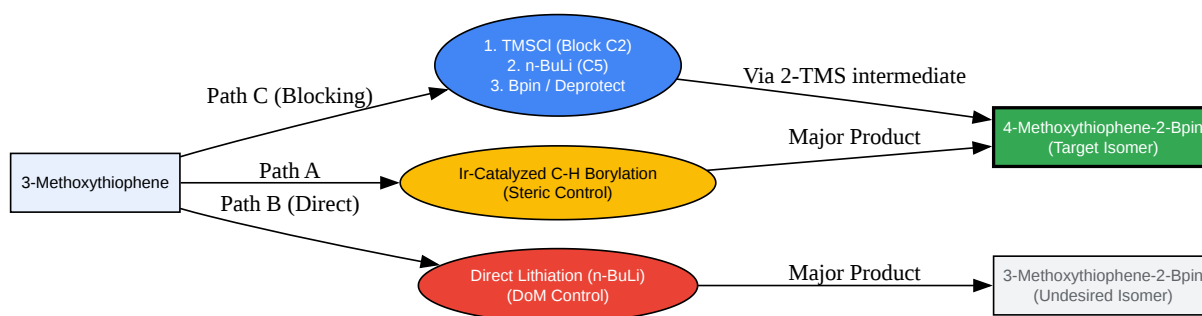 1. TMSCl (Block C2)
2. n-BuLi (C5)
3. Bpin / Deprotect
Path C (Blocking)
Via 2-TMS intermediate
4-Methoxythiophene-2-Bpin
(Target Isomer)
Major Product
3-Methoxythiophene
Path A
Ir-Catalyzed C-H Borylation
(Steric Control)
Path B (Direct)
Direct Lithiation (n-BuLi)
(DoM Control)
Major Product
3-Methoxythiophene-2-Bpin
(Undesired Isomer)